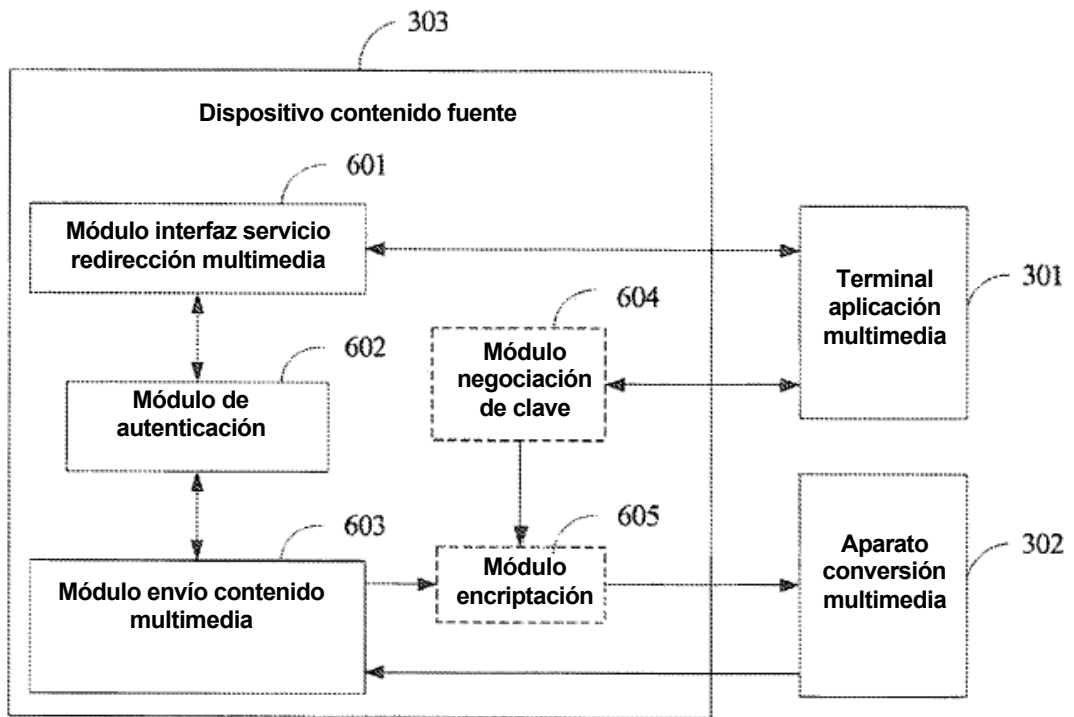 303
Dispositivo contenido fuente
601
Módulo interfaz servicio
redirección multimedia
604
Terminal
aplicación
multimedia
301
602
Módulo
negociación
de clave
Módulo de
autenticación
603
605
Módulo envío contenido
multimedia
Módulo
encriptación
Aparato
conversión
multimedia
302